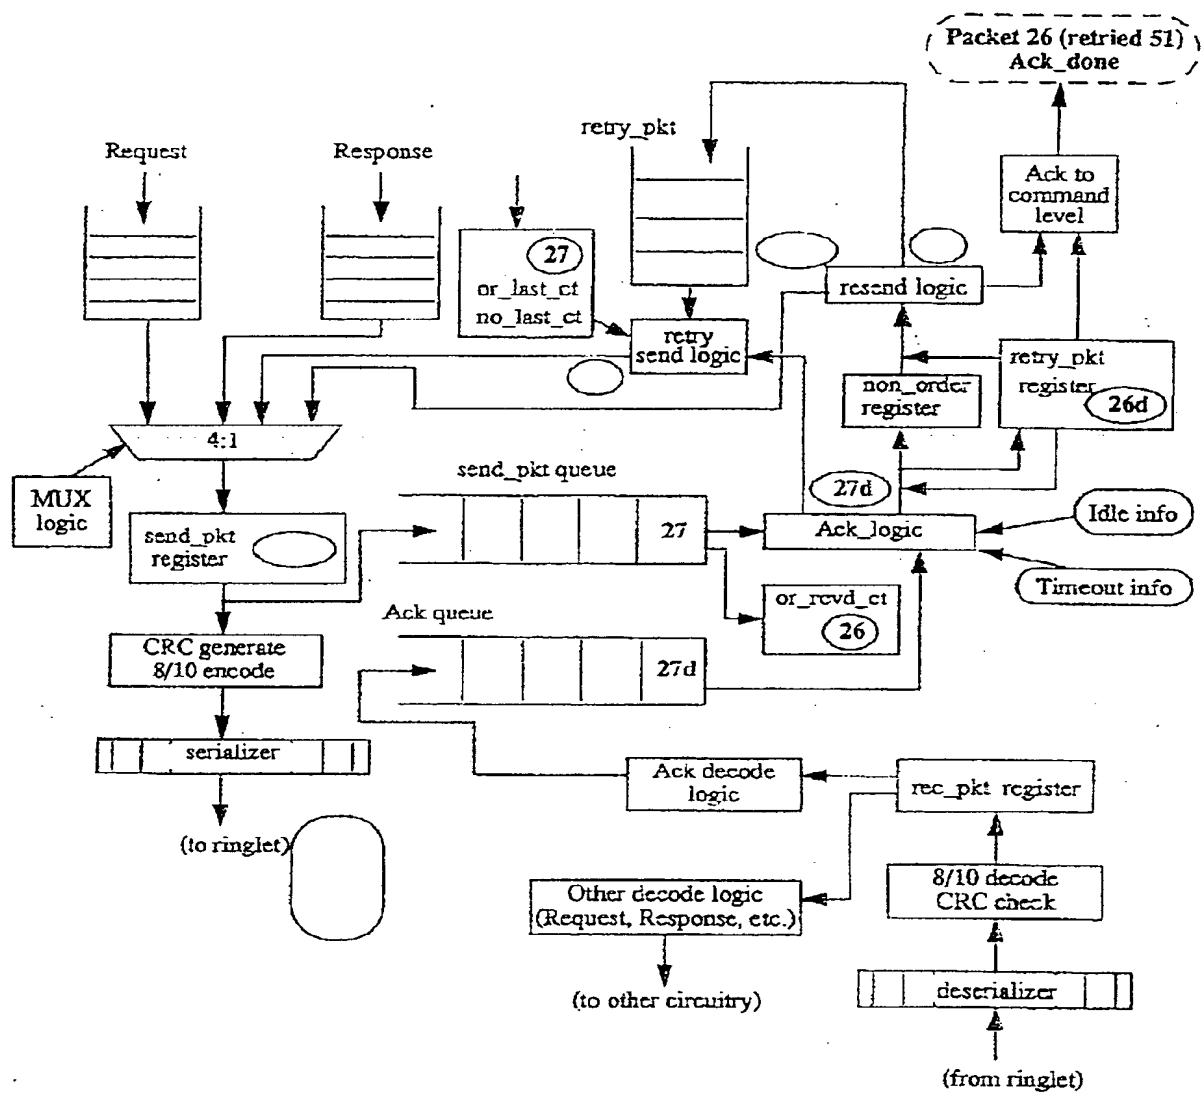 Packet 26 (retried 51)
Ack_done
retry_pkt
Request
Response
Ack to
command
level
27
or_last_ct
no_last_ct
resend logic
retry
send logic
retry_pkt
register
26d
non_order
register
4:1
MUX
logic
send_pkt queue
27d
Idle info
send_pkt
register
27
Ack_logic
Timeout info
or_rcvd_ct
26
Ack queue
CRC generate
8/10 encode
27d
serializer
Ack decode
logic
rec_pkt register
(to ringlet)
8/10 decode
CRC check
Other decode logic
(Request, Response, etc.)
deserializer
(to other circuitry)
(from ringlet)